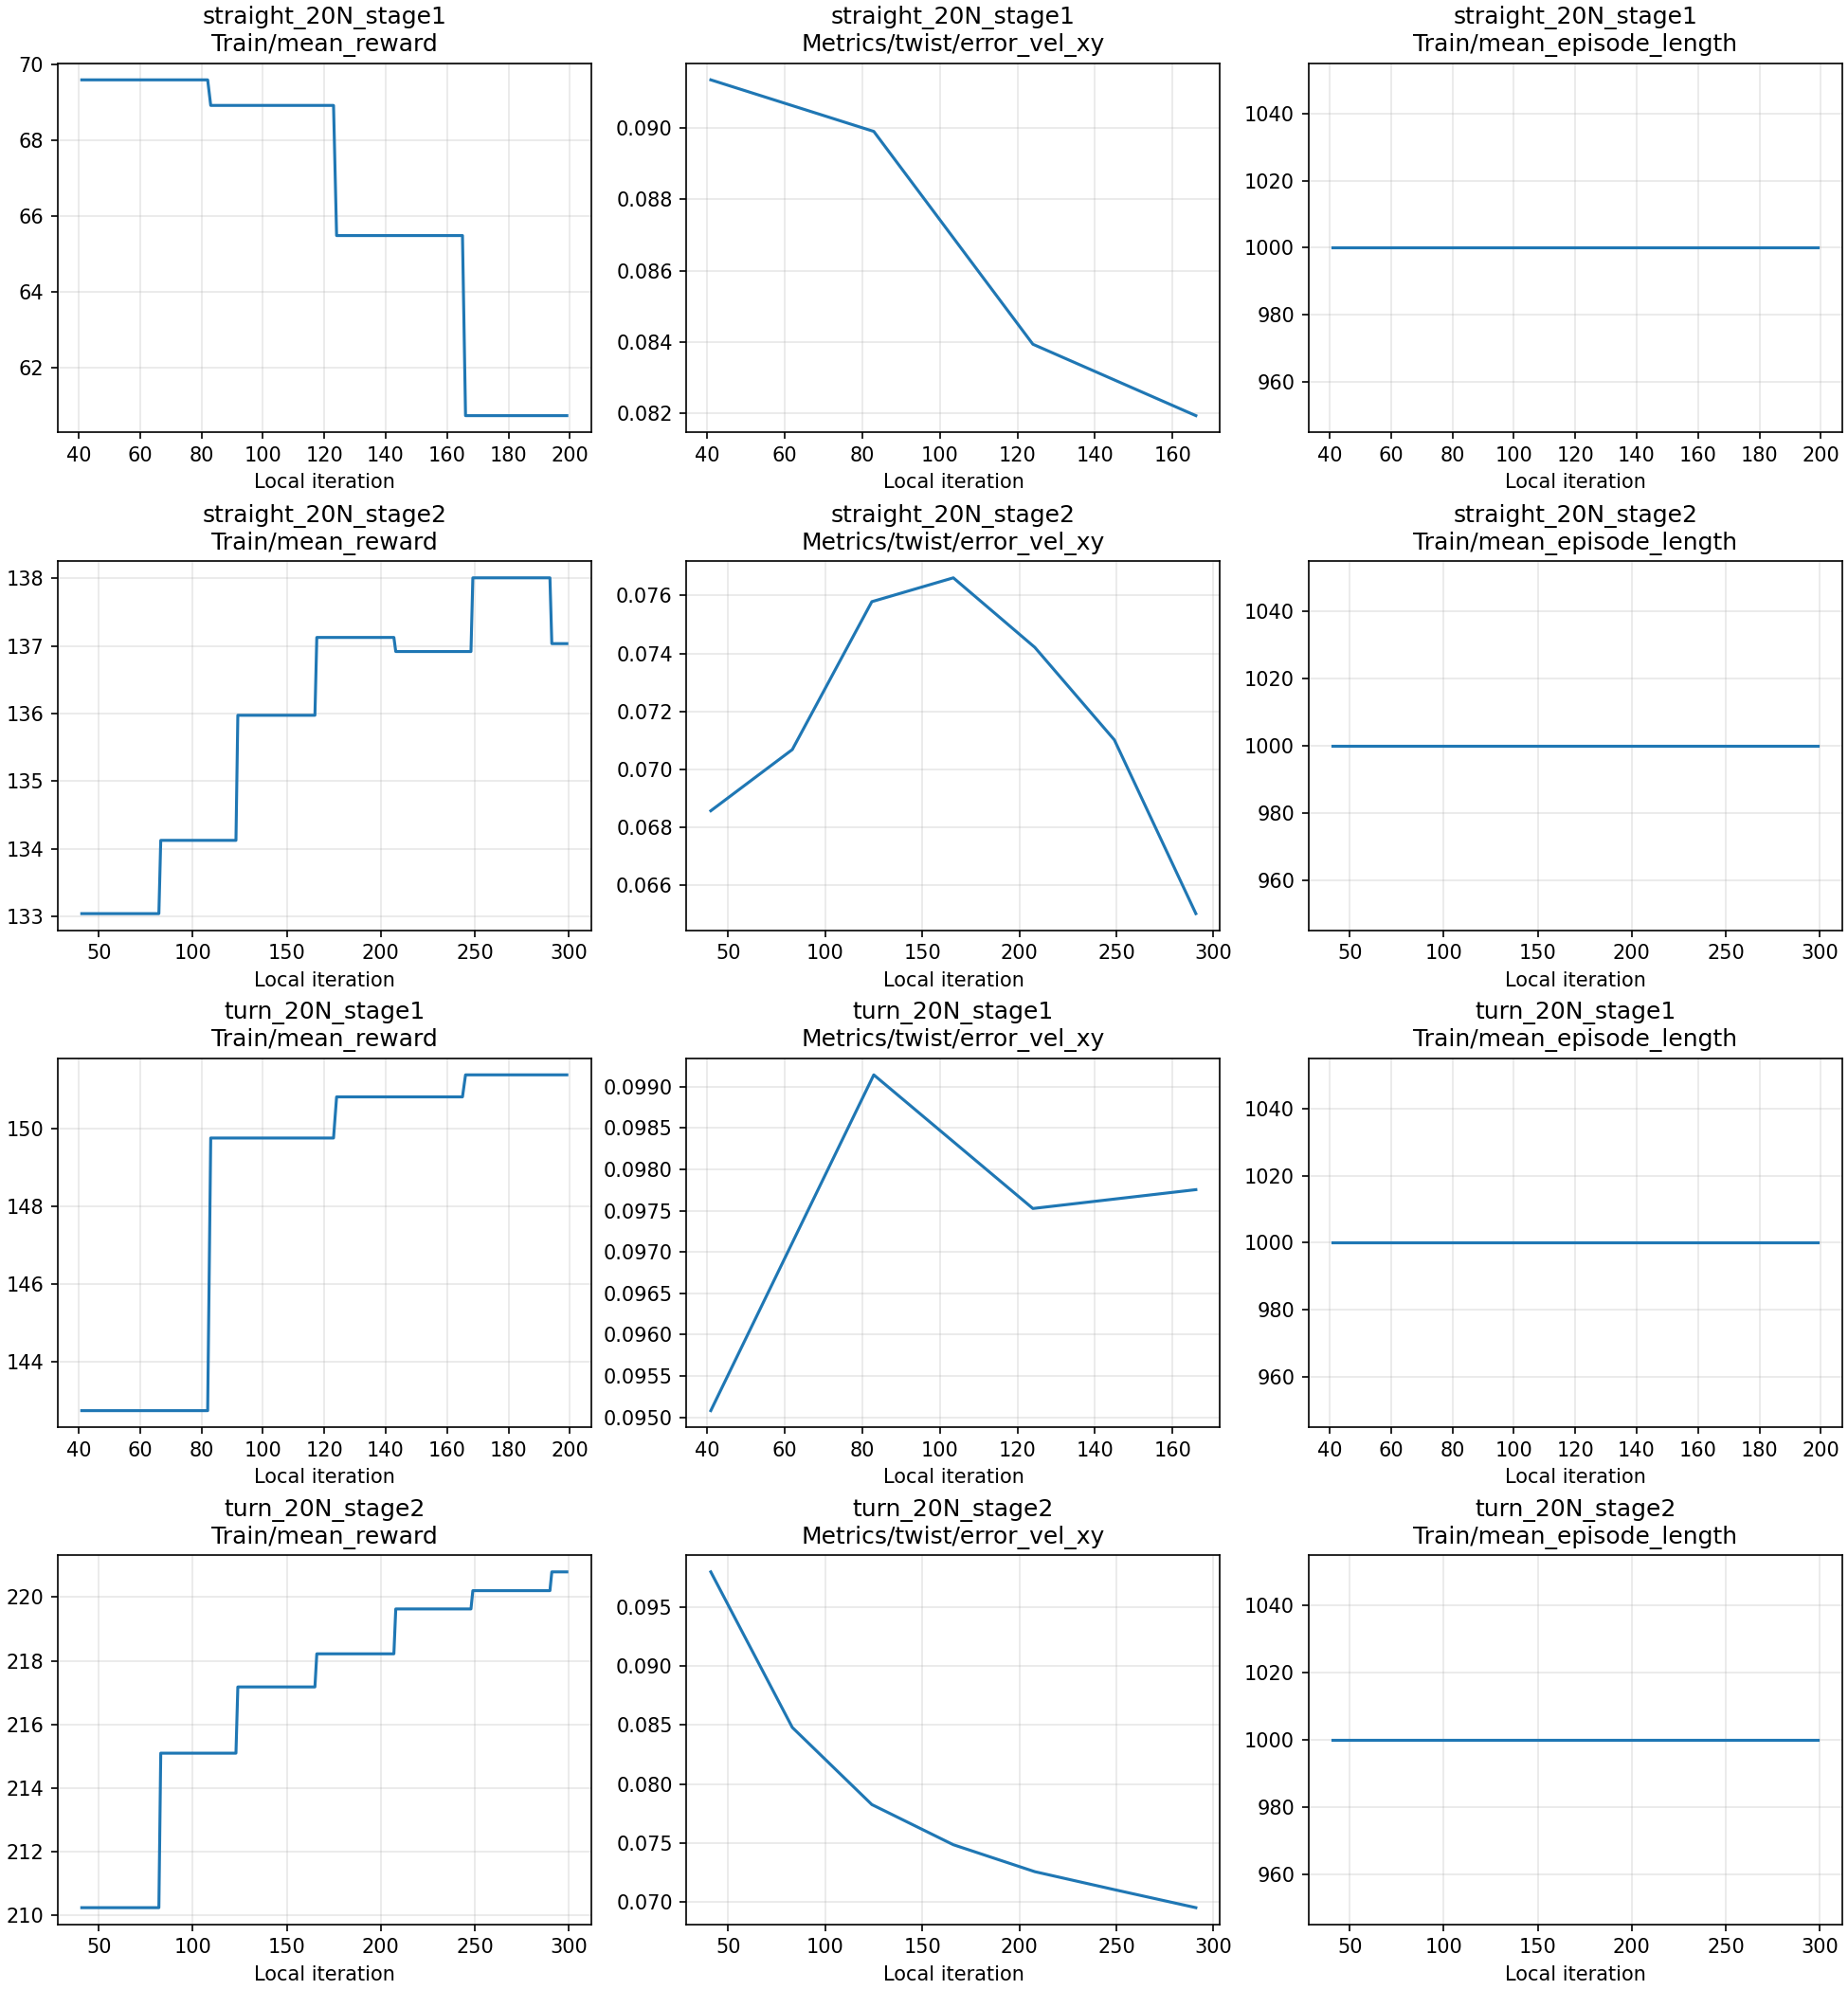 straight_20N_stage1
Train/mean_reward
70
68
66
64
62
40 60 80 100 120 140 160 180 200
Local iteration
straight_20N_stage1
Metrics/twist/error_vel_xy
0.090
0.088
0.086
0.084
0.082
40 60 80 100 120 140 160
Local iteration
straight_20N_stage1
Train/mean_episode_length
1040
1020
1000
980
960
40 60 80 100 120 140 160 180 200
Local iteration
straight_20N_stage2
Train/mean_reward
138
137
136
135
134
133
50 100 150 200 250 300
Local iteration
straight_20N_stage2
Metrics/twist/error_vel_xy
0.076
0.074
0.072
0.070
0.068
0.066
50 100 150 200 250 300
Local iteration
straight_20N_stage2
Train/mean_episode_length
1040
1020
1000
980
960
50 100 150 200 250 300
Local iteration
turn_20N_stage1
Train/mean_reward
150
148
146
144
40 60 80 100 120 140 160 180 200
Local iteration
turn_20N_stage1
Metrics/twist/error_vel_xy
0.0990
0.0985
0.0980
0.0975
0.0970
0.0965
0.0960
0.0955
0.0950
40 60 80 100 120 140 160
Local iteration
turn_20N_stage1
Train/mean_episode_length
1040
1020
1000
980
960
40 60 80 100 120 140 160 180 200
Local iteration
turn_20N_stage2
Train/mean_reward
220
218
216
214
212
210
50 100 150 200 250 300
Local iteration
turn_20N_stage2
Metrics/twist/error_vel_xy
0.095
0.090
0.085
0.080
0.075
0.070
50 100 150 200 250 300
Local iteration
turn_20N_stage2
Train/mean_episode_length
1040
1020
1000
980
960
50 100 150 200 250 300
Local iteration